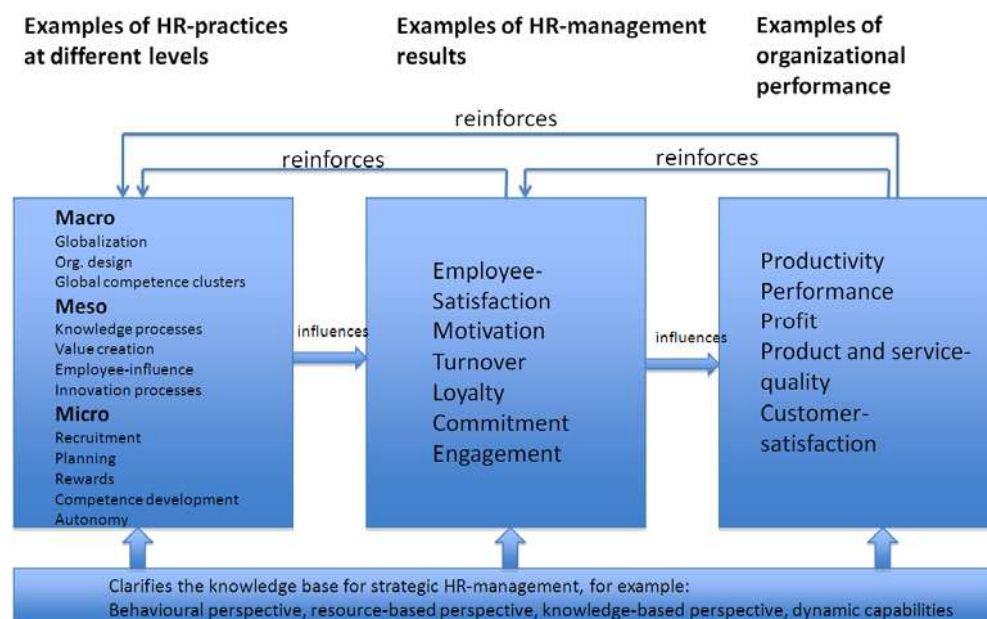 Examples of HR-practices
at different levels
Examples of HR-management
results
Examples of
organizational
performance
reinforces
reinforces
reinforces
Macro
Globalization
Org. design
Global competence clusters
Meso
Knowledge processes
Value creation
Employee-influence
Innovation processes
Micro
Recruitment
Planning
Rewards
Competence development
Autonomy
influences
Employee-
Satisfaction
Motivation
Turnover
Loyalty
Commitment
Engagement
influences
Productivity
Performance
Profit
Product and service-
quality
Customer-
satisfaction
Clarifies the knowledge base for strategic HR-management, for example:
Behavioural perspective, resource-based perspective, knowledge-based perspective, dynamic capabilities